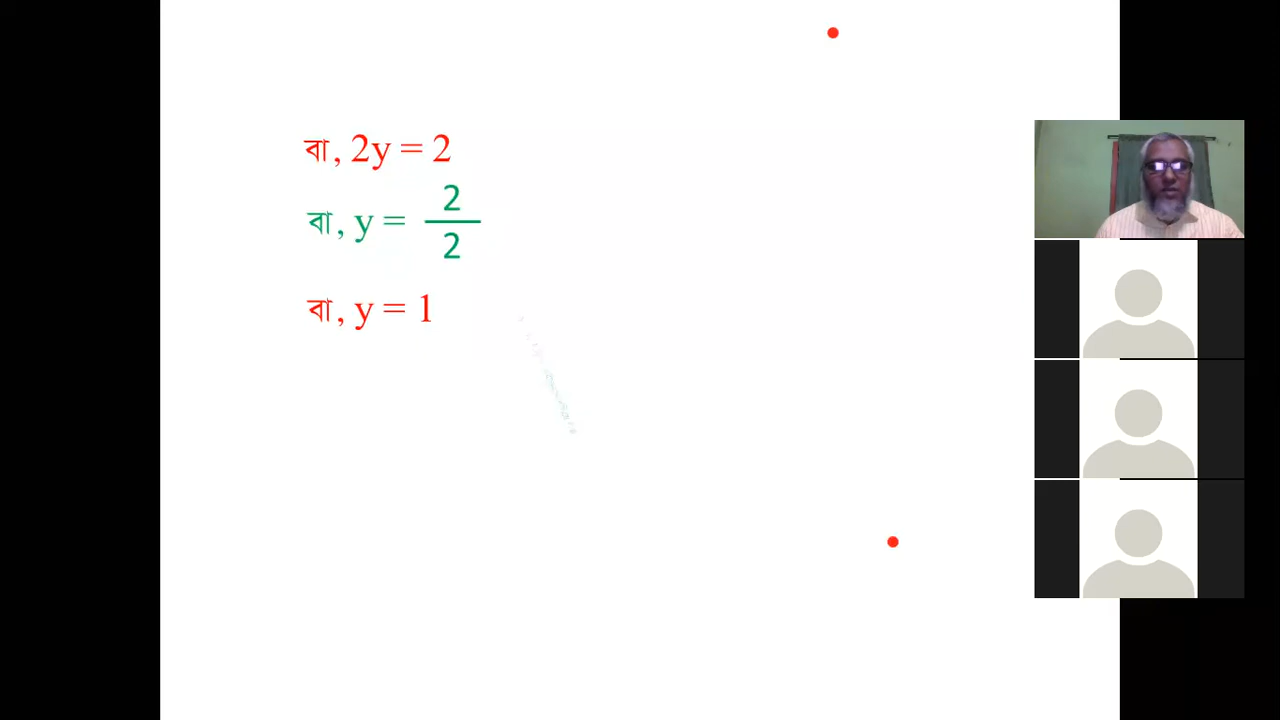 বা, 2y = 2
বা, y = 2/2
বা, y = 1